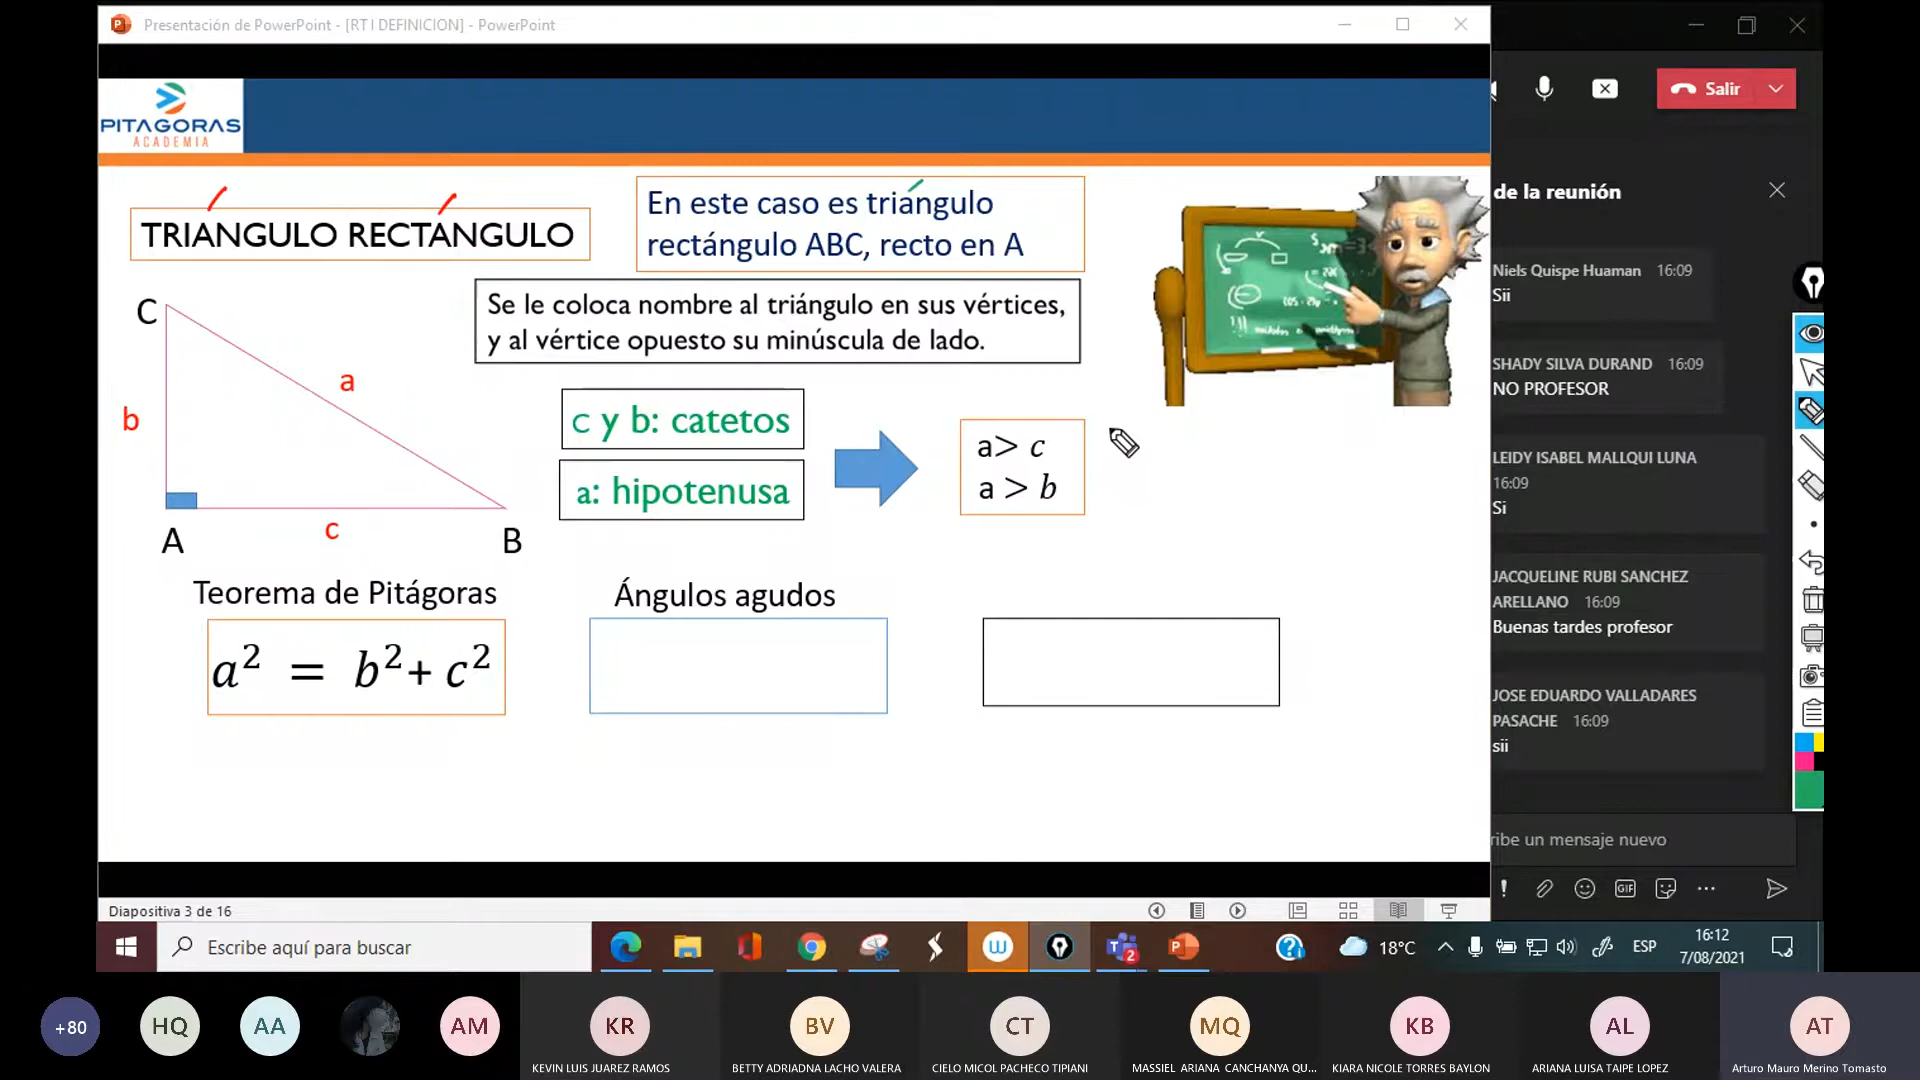 Presentación de PowerPoint - [RT I DEFINICION] - PowerPoint
PITAGORAS
ACADEMIA
TRIANGULO RECTANGULO
En este caso es triángulo
rectángulo ABC, recto en A
Se le coloca nombre al triángulo en sus vértices,
y al vértice opuesto su minúscula de lado.
C
a
b
A
c
B
c y b: catetos
a: hipotenusa
a> c
a > b
Teorema de Pitágoras
a² = b²+ c²
Ángulos agudos
Diapositiva 3 de 16
Salir
de la reunión
Niels Quispe Huaman 16:09
Sii
SHADY SILVA DURAND 16:09
NO PROFESOR
LEIDY ISABEL MALLQUI LUNA
16:09
Si
JACQUELINE RUBI SANCHEZ
ARELLANO 16:09
Buenas tardes profesor
JOSE EDUARDO VALLADARES
PASACHE 16:09
sii
ribe un mensaje nuevo
GIF
Escribe aquí para buscar
18°C
ESP
16:12
7/08/2021
+80
HQ
AA
AM
KR
BV
CT
MQ
KB
AL
AT
KEVIN LUIS JUAREZ RAMOS
BETTY ADRIADNA LACHO VALERA
CIELO MICOL PACHECO TIPIANI
MASSIEL ARIANA CANCHANYA QU...
KIARA NICOLE TORRES BAYLON
ARIANA LUISA TAIPE LOPEZ
Arturo Mauro Merino Tomasto